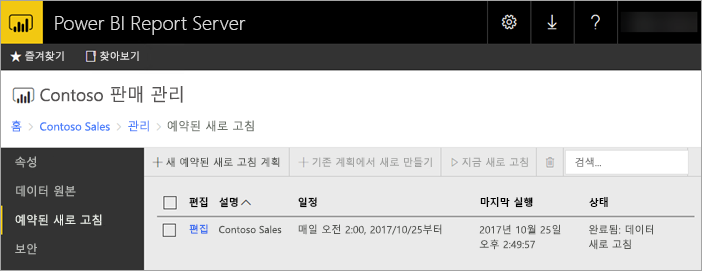 Power BI Report Server ?
★ 즐겨찾기 찾아보기
Contoso 판매 관리
홈 > Contoso Sales > 관리 > 예약된 새로 고침
속성
데이터 원본
예약된 새로 고침
보안
+ 새 예약된 새로 고침 계획 + 기존 계획에서 새로 만들기 ▷ 지금 새로 고침 검색...
편집 설명 일정 마지막 실행 상태
편집 Contoso Sales 매일 오전 2:00, 2017/10/25부터 2017년 10월 25일 완료됨: 데이터
오후 2:49:57 새로 고침